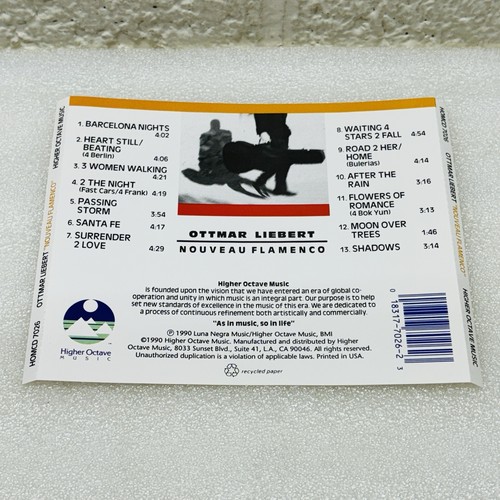 HOMCD 7026 OTTMAR LIEBERT "NOUVEAU FLAMENCO" HIGHER OCTAVE MUSIC
1. BARCELONA NIGHTS
4:02
2. HEART STILL/
BEATING
(4 Berlin) 4:06
3. 3 WOMEN WALKING
4:21
4. 2 THE NIGHT
(Fast Cars/4 Frank) 4:19
5. PASSING
STORM 3:54
6. SANTA FE 4:17
7. SURRENDER
2 LOVE 4:29
OTTMAR LIEBERT
NOUVEAU FLAMENCO
8. WAITING 4
STARS 2 FALL 4:54
9. ROAD 2 HER/
HOME 4:14
(Bulerias)
10. AFTER THE
RAIN 3:16
11. FLOWERS OF
ROMANCE
(4 Bok Yun) 3:13
12. MOON OVER
TREES 1:46
13. SHADOWS 3:14
HOMCD 7026 OTTMAR LIEBERT "NOUVEAU FLAMENCO" HIGHER OCTAVE MUSIC
Higher Octave
MUSIC
Higher Octave Music
is founded upon the vision that we have entered an era of global co-
operation and unity in which music is an integral part. Our purpose is to help
set new standards of excellence in the music of this era. We are dedicated to
a process of continuous refinement both artistically and commercially.
"As in music, so in life"
℗ 1990 Luna Negra Music/Higher Octave Music, BMI
©1990 Higher Octave Music, Manufactured and distributed by Higher
Octave Music, 8033 Sunset Blvd., Suite 41, L.A., CA 90046. All rights reserved.
Unauthorized duplication is a violation of applicable laws. Printed in USA.
recycled paper
0 18317-7026-2 3